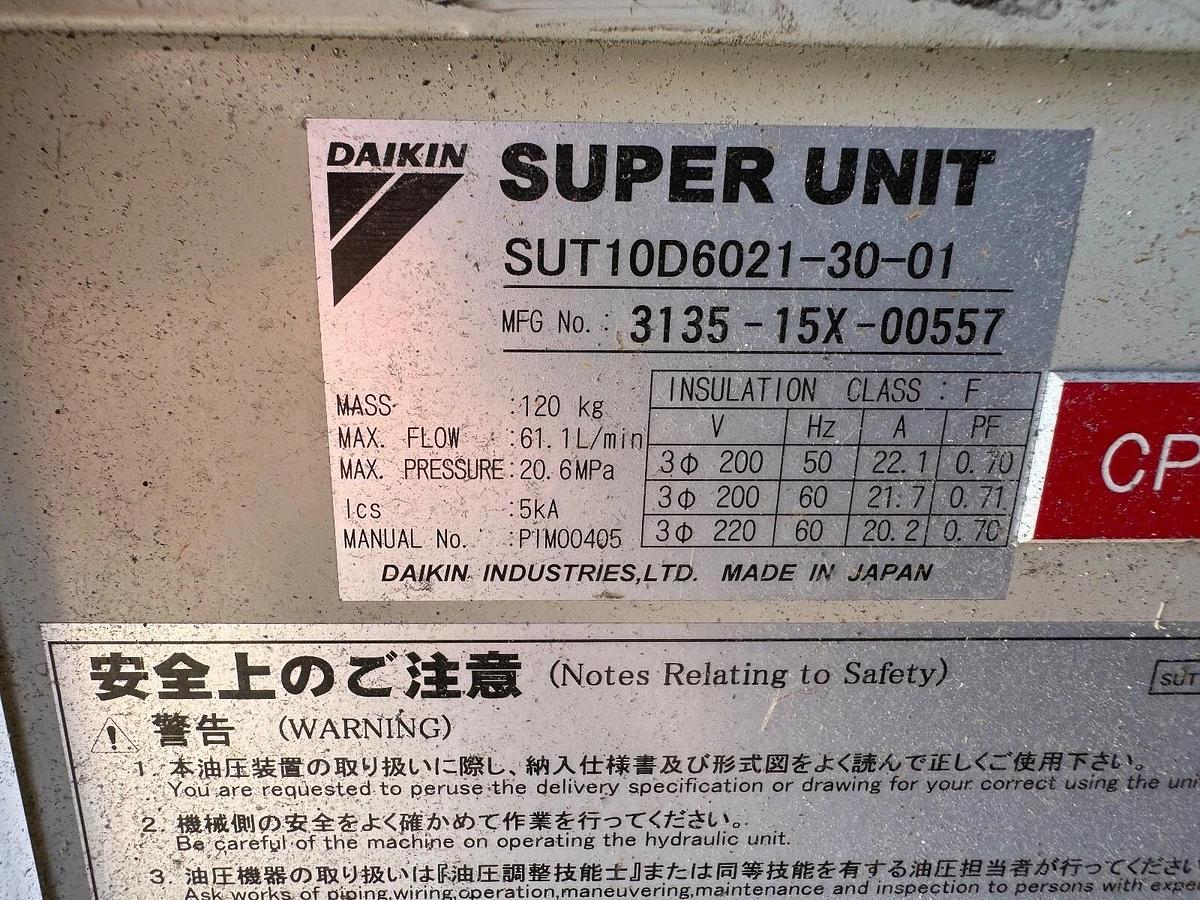 DAIKIN SUPER UNIT
SUT10D6021-30-01
MFG No. : 3135-15X-00557
MASS :120 kg
MAX. FLOW :61.1L/min
MAX. PRESSURE:20.6MPa
Ics :5kA
MANUAL No. :PIM00405
INSULATION CLASS : F
V Hz A PF
3Φ 200 50 22.1 0.70
3Φ 200 60 21.7 0.71
3Φ 220 60 20.2 0.70
DAIKIN INDUSTRIES,LTD. MADE IN JAPAN
CP
安全上のご注意 (Notes Relating to Safety)
SUT
警告 (WARNING)
1. 本油圧装置の取り扱いに際し、納入仕様書及び形式図をよく読んで正しくご使用下さい。
You are requested to peruse the delivery specification or drawing for your correct using the
2. 機械側の安全をよく確かめて作業を行ってください。
Be careful of the machine on operating the hydraulic unit.
3. 油圧機器の取り扱いは『油圧調整技能士』または同等技能を有する油圧担当者が行ってください
Ask works of piping,wiring,operation,maneuvering,maintenance and inspection to persons with